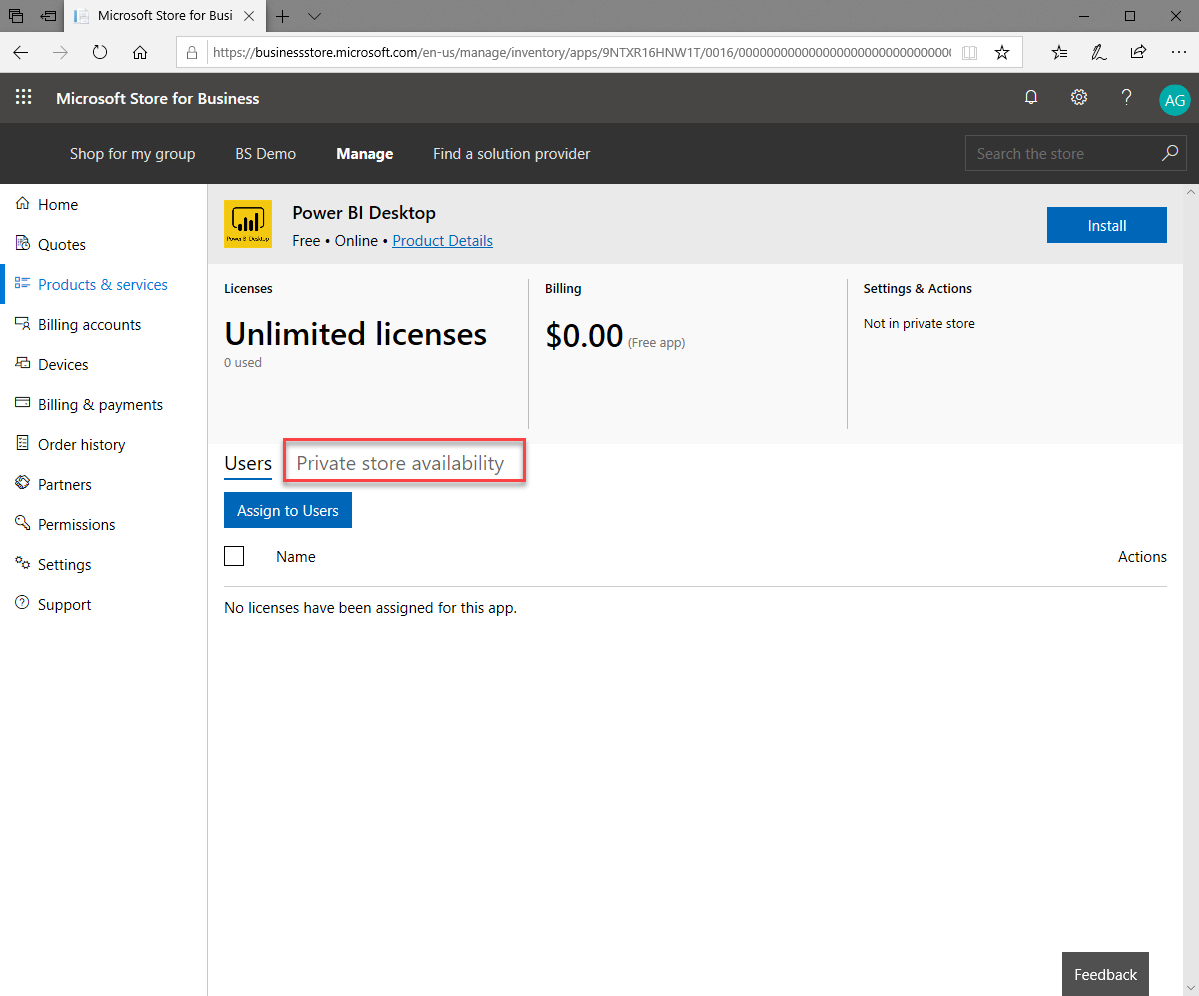 Microsoft Store for Busi
https://businessstore.microsoft.com/en-us/manage/inventory/apps/9NTXR16HNW1T/0016/000000000000000000000000000000
Microsoft Store for Business
AG
Shop for my group BS Demo Manage Find a solution provider Search the store
Home
Quotes
Products & services
Billing accounts
Devices
Billing & payments
Order history
Partners
Permissions
Settings
Support
Power BI Desktop
Power BI Desktop
Free • Online • Product Details
Install
Licenses
Unlimited licenses
0 used
Billing
$0.00 (Free app)
Settings & Actions
Not in private store
Users Private store availability
Assign to Users
Name Actions
No licenses have been assigned for this app.
Feedback